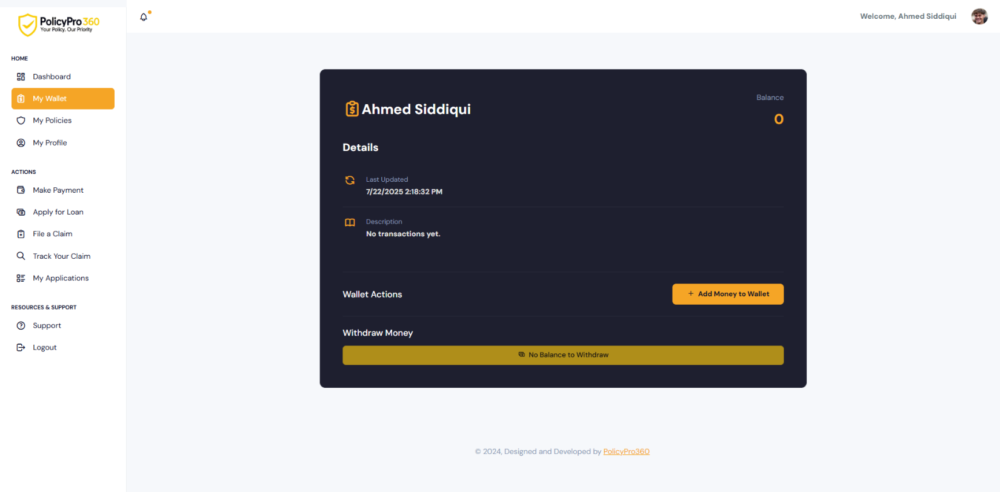 PolicyPro360
Your Policy, Our Priority
Welcome, Ahmed Siddiqui
HOME
Dashboard
My Wallet
My Policies
My Profile
ACTIONS
Make Payment
Apply for Loan
File a Claim
Track Your Claim
My Applications
RESOURCES & SUPPORT
Support
Logout
Ahmed Siddiqui
Balance
0
Details
Last Updated
7/22/2025 2:18:32 PM
Description
No transactions yet.
Wallet Actions
+ Add Money to Wallet
Withdraw Money
No Balance to Withdraw
© 2024, Designed and Developed by PolicyPro360